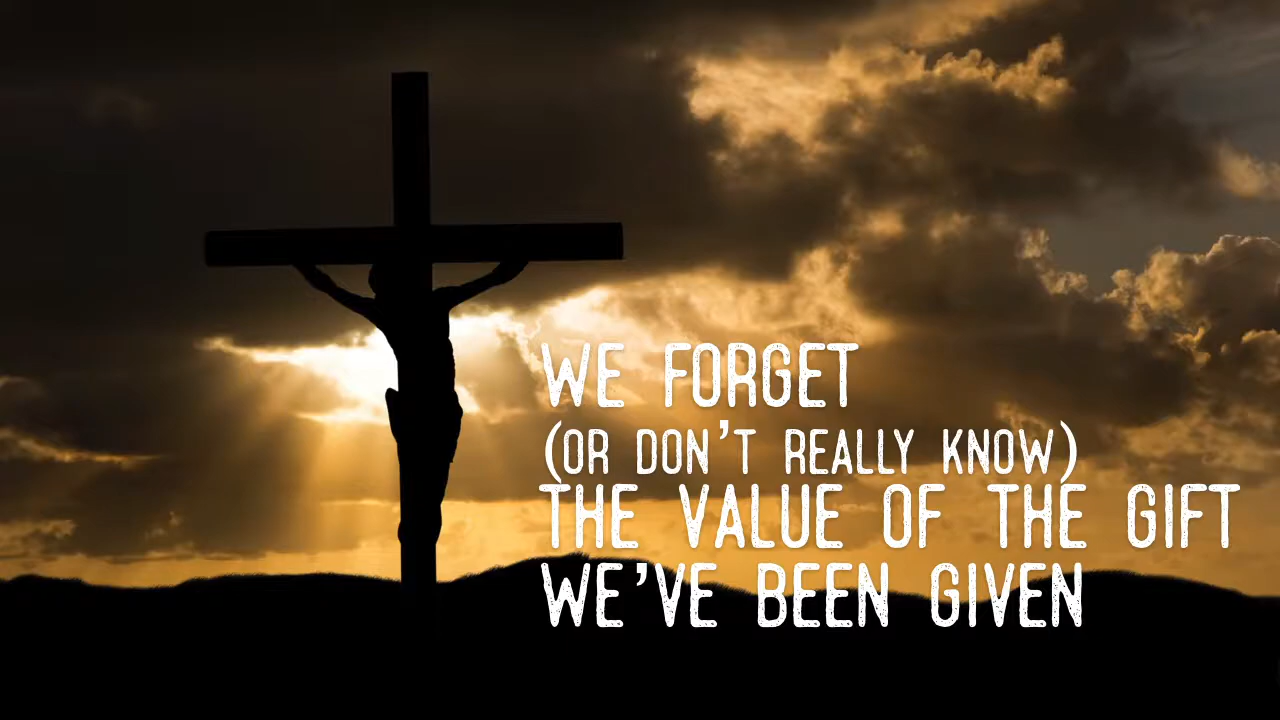 WE FORGET
(OR DON'T REALLY KNOW)
THE VALUE OF THE GIFT
WE'VE BEEN GIVEN